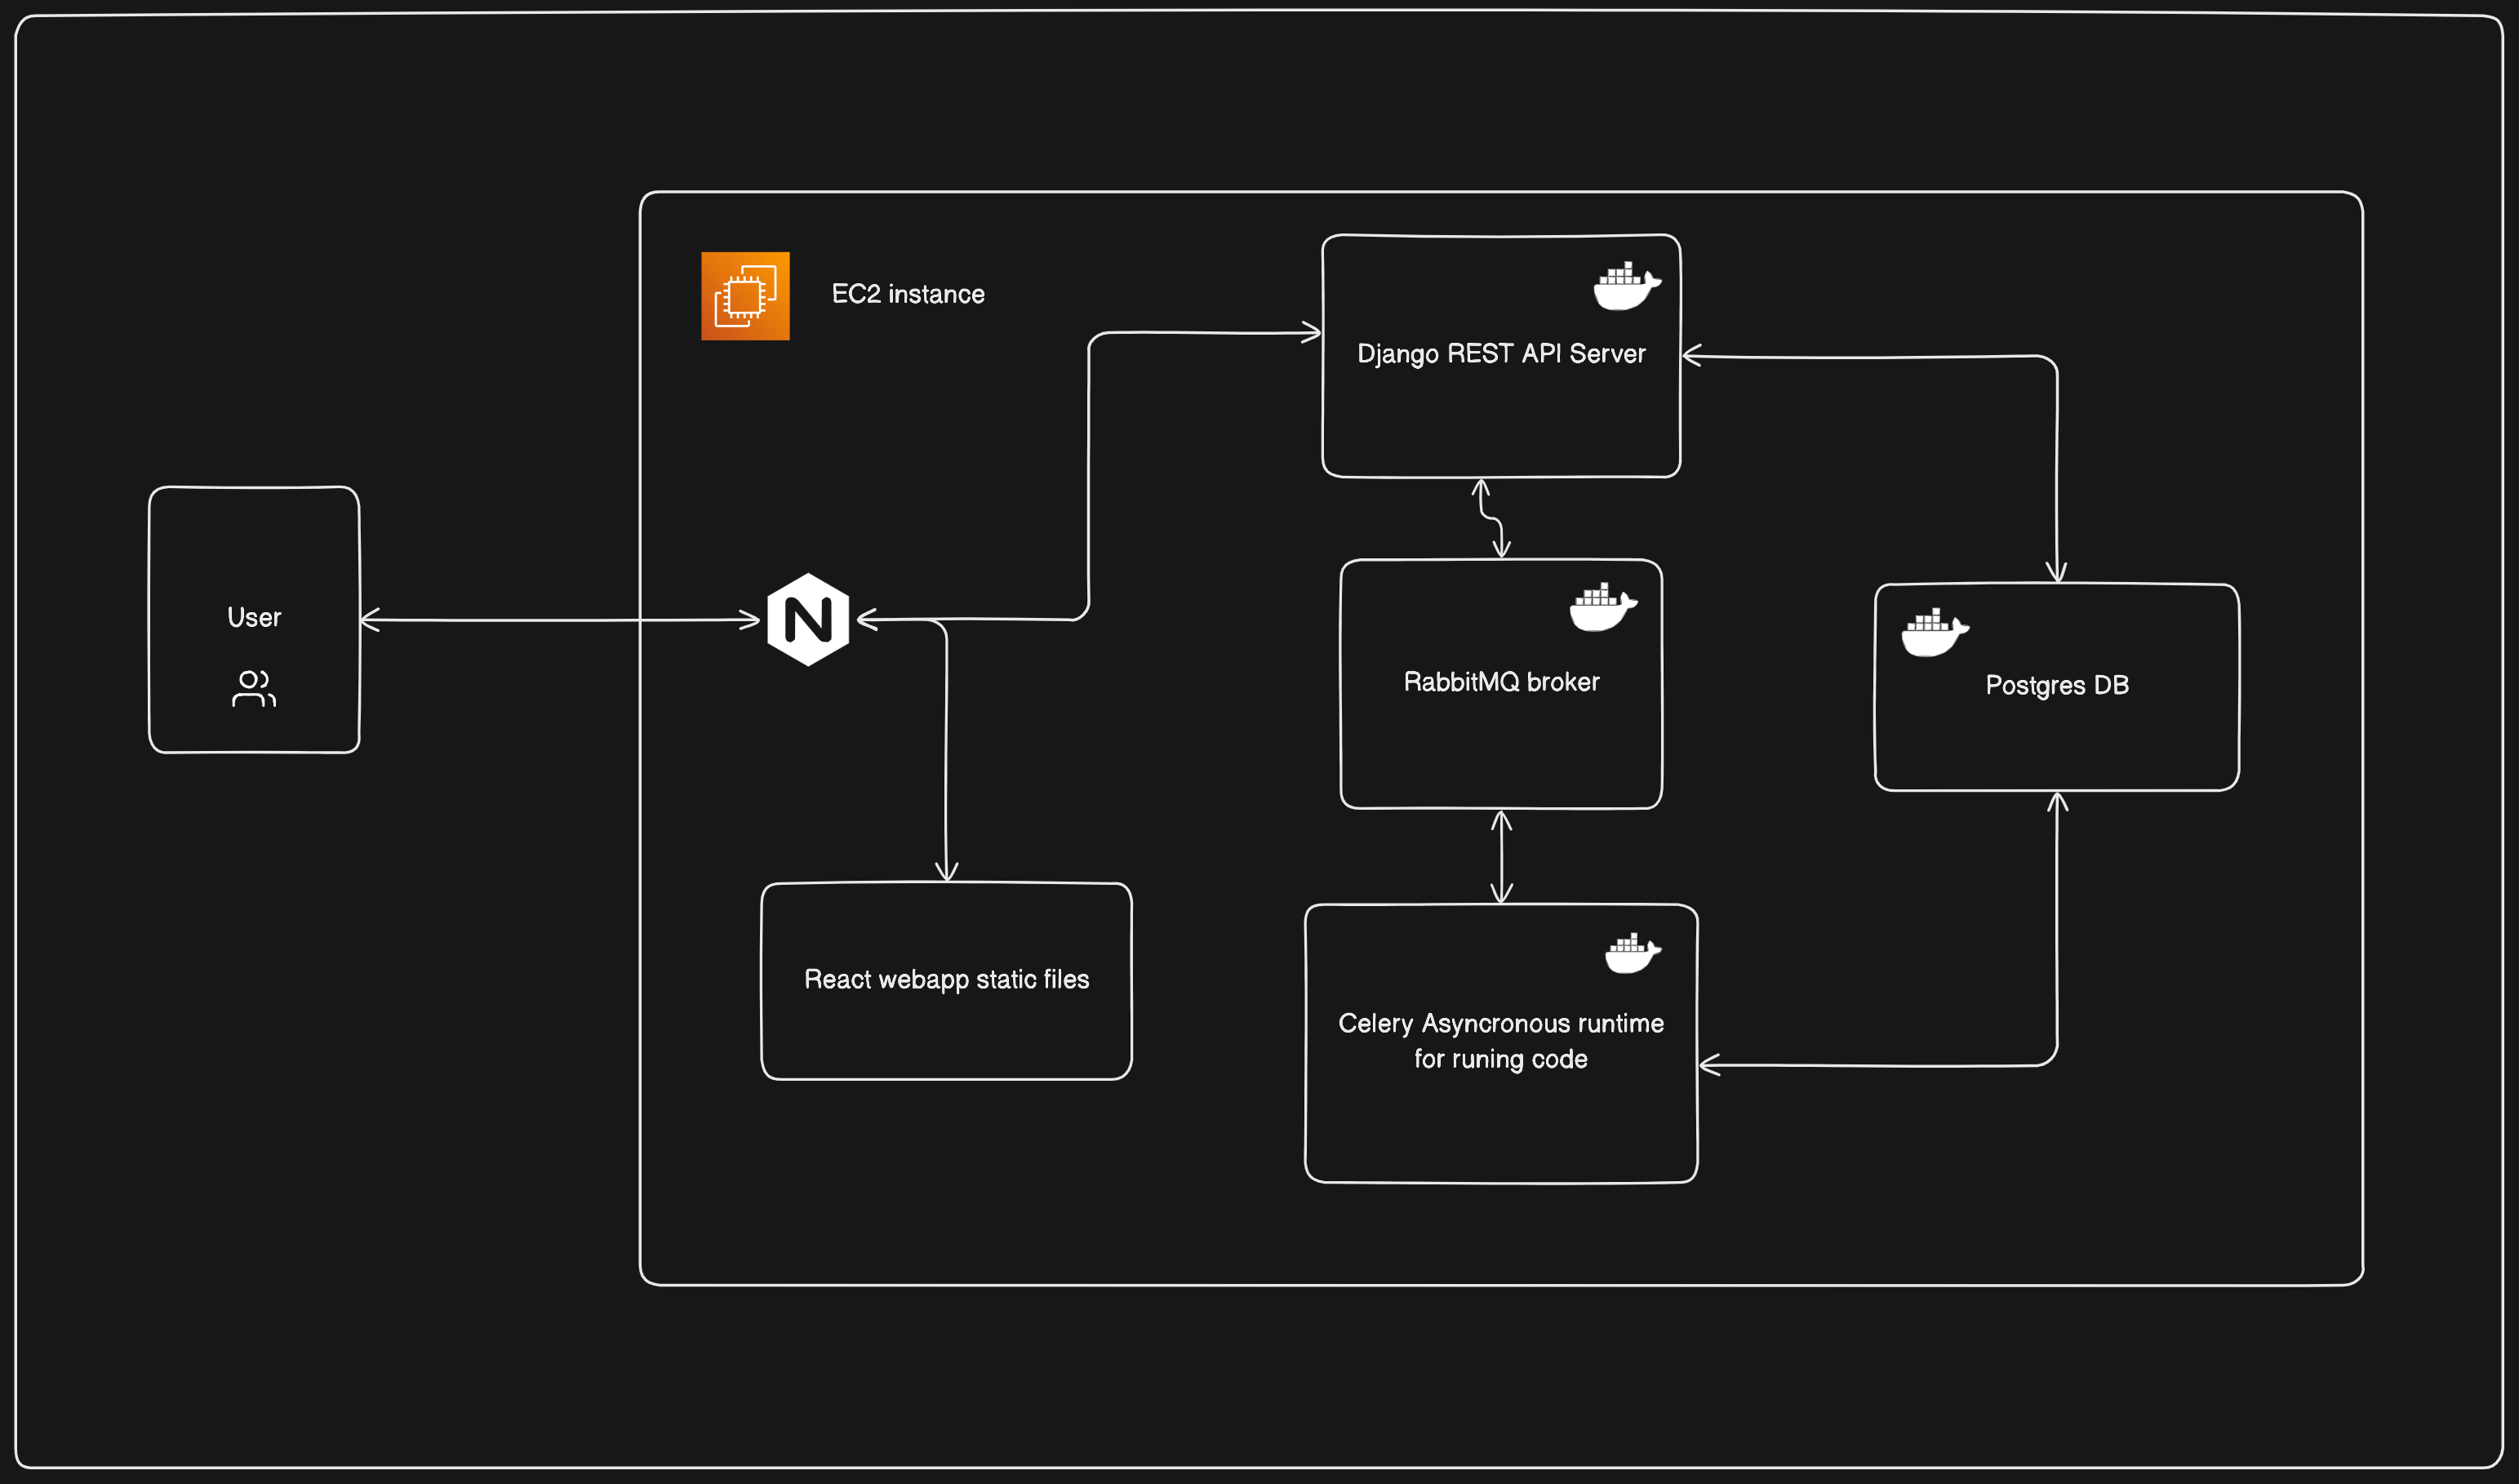 EC2 instance
Django REST API Server
User
N
RabbitMQ broker
Postgres DB
React webapp static files
Celery Asyncronous runtime
for runing code